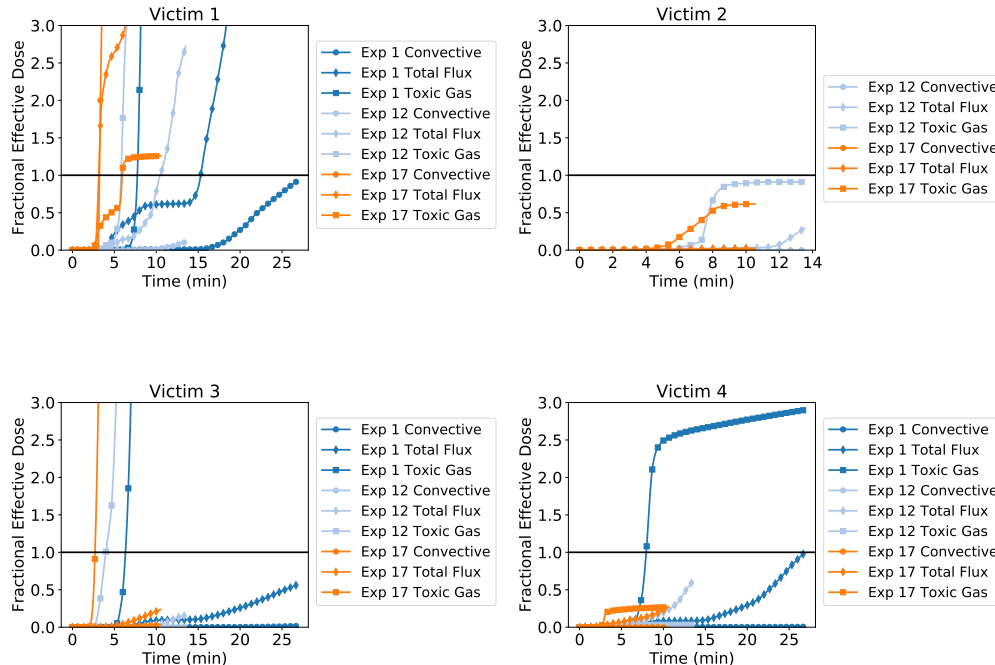 Victim 1
Fractional Effective Dose
3.0
2.5
2.0
1.5
1.0
0.5
0.0
0 5 10 15 20 25
Time (min)
Exp 1 Convective
Exp 1 Total Flux
Exp 1 Toxic Gas
Exp 12 Convective
Exp 12 Total Flux
Exp 12 Toxic Gas
Exp 17 Convective
Exp 17 Total Flux
Exp 17 Toxic Gas
Victim 2
Fractional Effective Dose
3.0
2.5
2.0
1.5
1.0
0.5
0.0
0 2 4 6 8 10 12 14
Time (min)
Exp 12 Convective
Exp 12 Total Flux
Exp 12 Toxic Gas
Exp 17 Convective
Exp 17 Total Flux
Exp 17 Toxic Gas
Victim 3
Fractional Effective Dose
3.0
2.5
2.0
1.5
1.0
0.5
0.0
0 5 10 15 20 25
Time (min)
Exp 1 Convective
Exp 1 Total Flux
Exp 1 Toxic Gas
Exp 12 Convective
Exp 12 Total Flux
Exp 12 Toxic Gas
Exp 17 Convective
Exp 17 Total Flux
Exp 17 Toxic Gas
Victim 4
Fractional Effective Dose
3.0
2.5
2.0
1.5
1.0
0.5
0.0
0 5 10 15 20 25
Time (min)
Exp 1 Convective
Exp 1 Total Flux
Exp 1 Toxic Gas
Exp 12 Convective
Exp 12 Total Flux
Exp 12 Toxic Gas
Exp 17 Convective
Exp 17 Total Flux
Exp 17 Toxic Gas